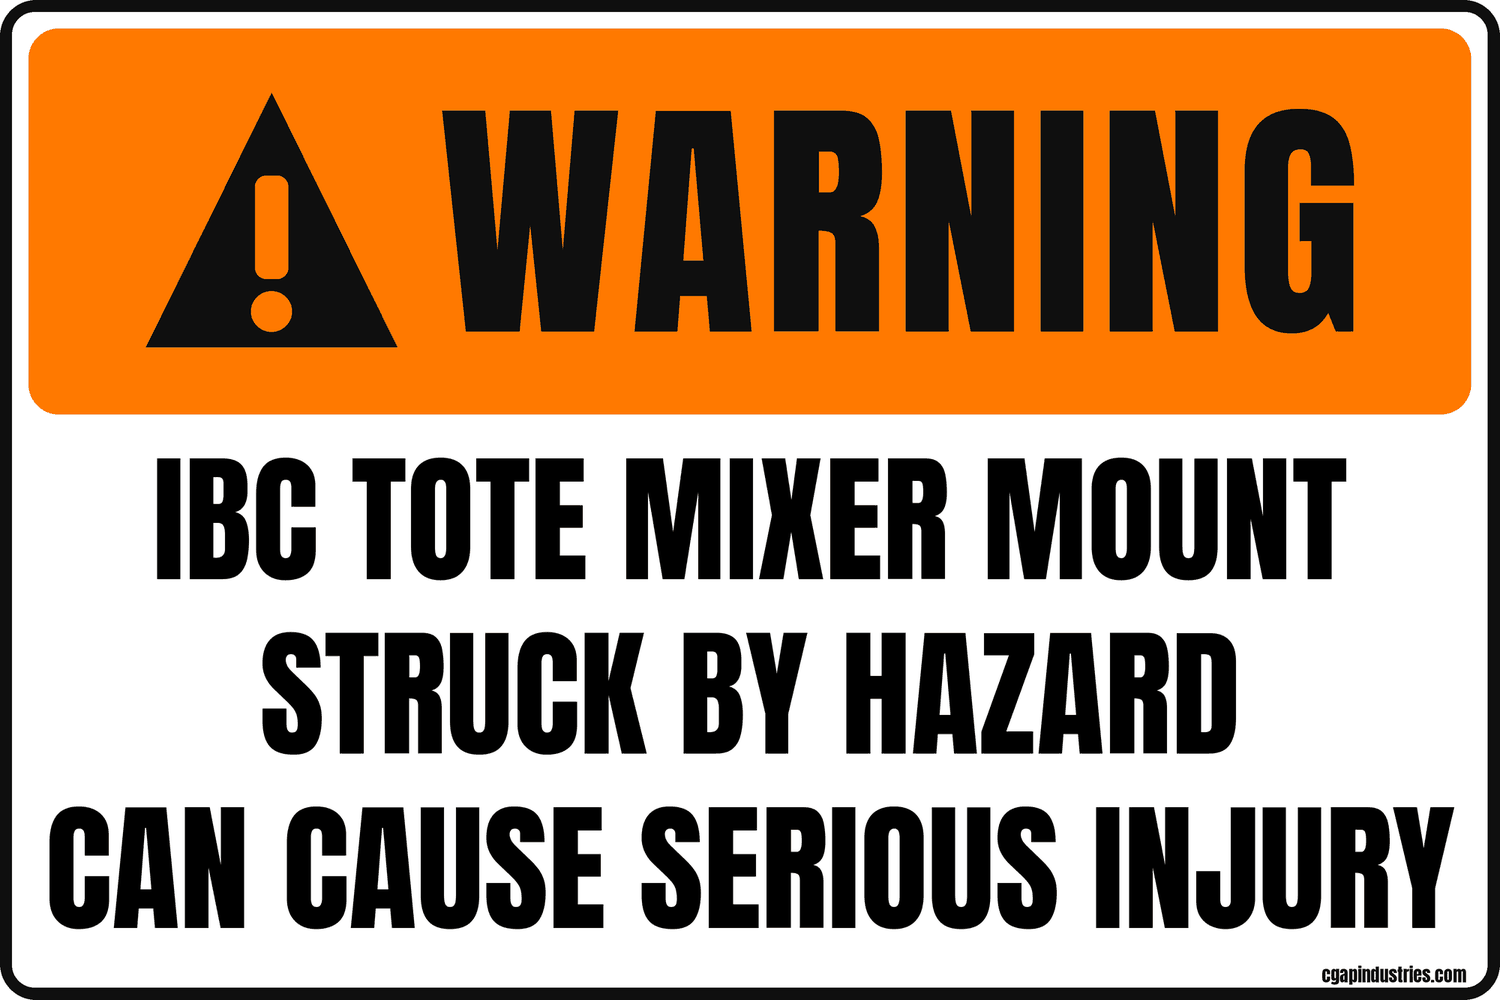 WARNING
IBC TOTE MIXER MOUNT
STRUCK BY HAZARD
CAN CAUSE SERIOUS INJURY
cgapindustries.com